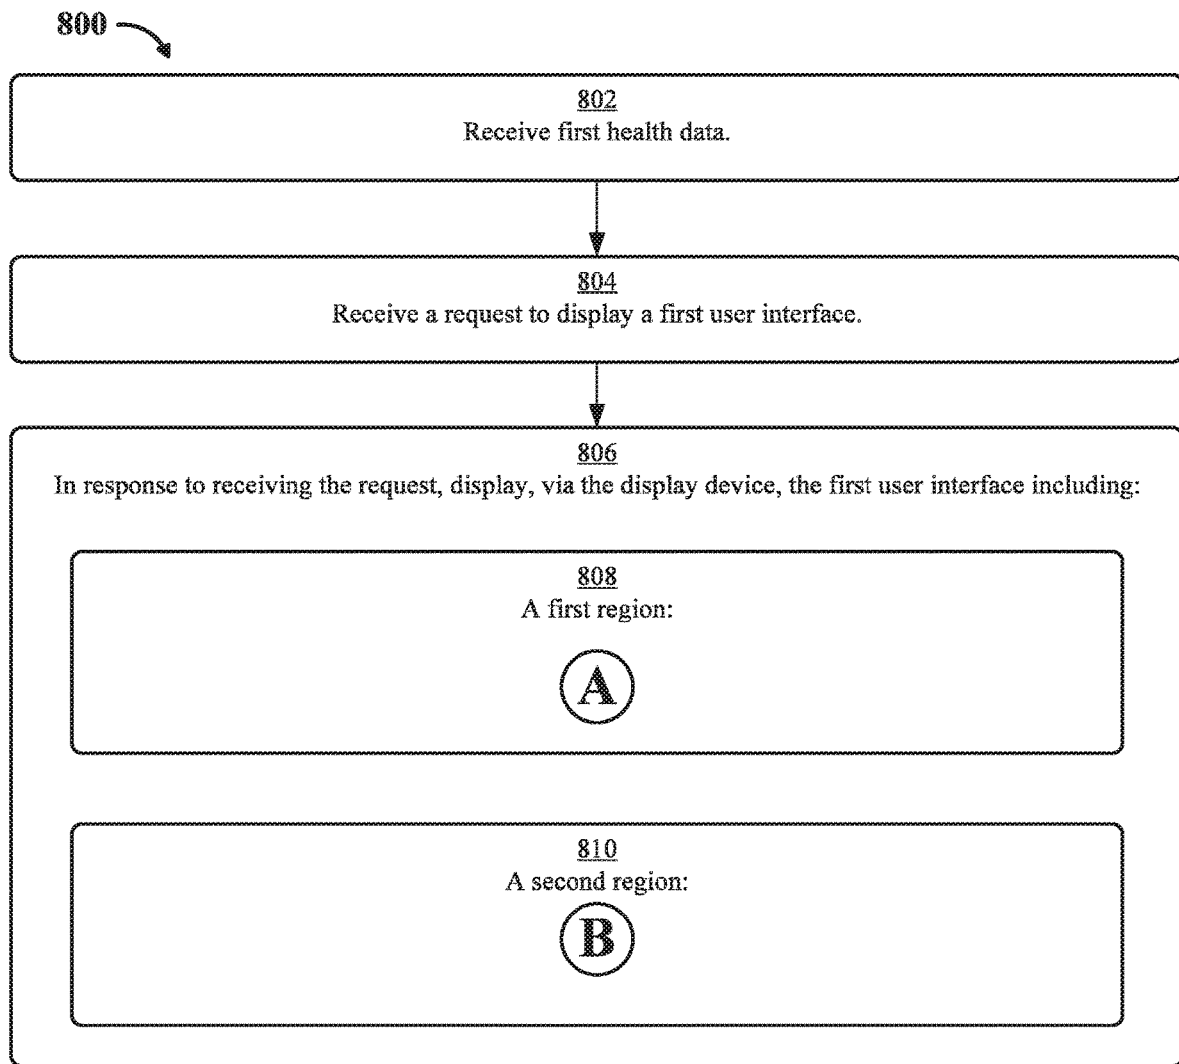 800
802
Receive first health data.
804
Receive a request to display a first user interface.
806
In response to receiving the request, display, via the display device, the first user interface including:
808
A first region:
A
810
A second region:
B